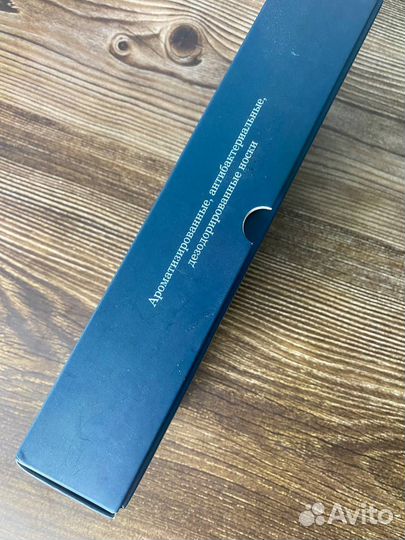 Ароматизированные, антибактериальные,
дезодорированные носки
Avito